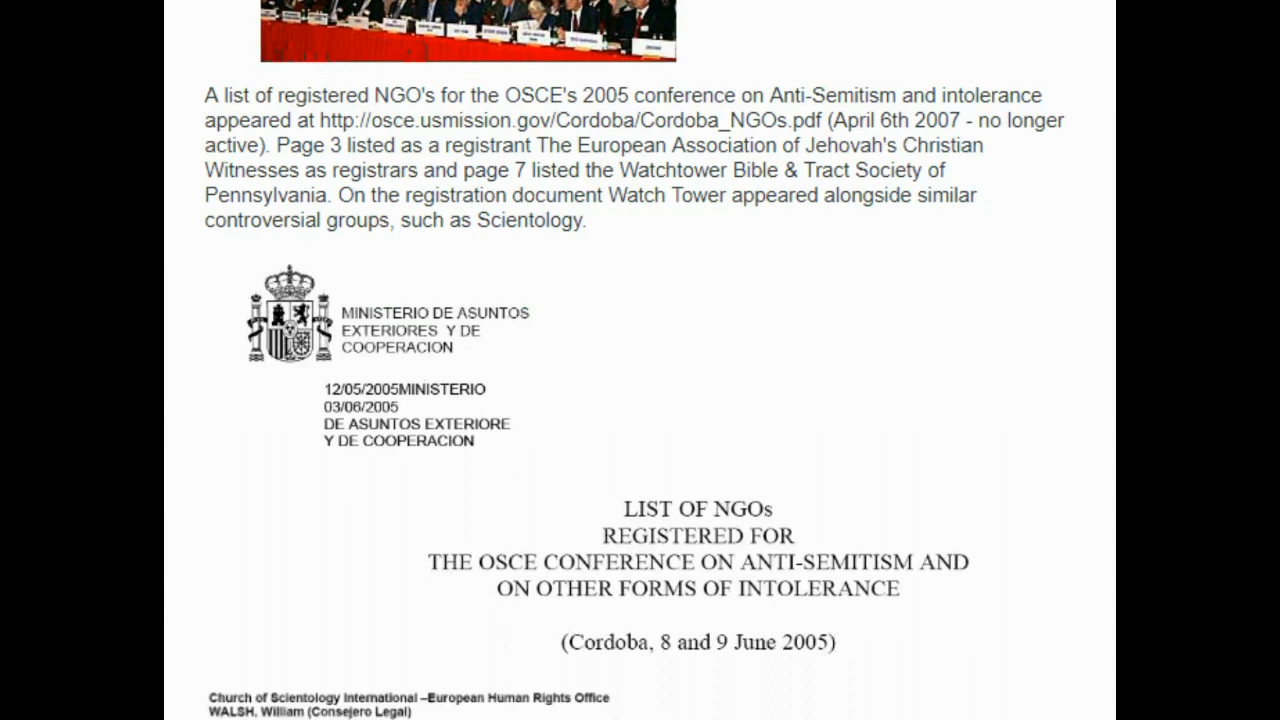 A list of registered NGO's for the OSCE's 2005 conference on Anti-Semitism and intolerance
appeared at http://osce.usmission.gov/Cordoba/Cordoba_NGOs.pdf (April 6th 2007 - no longer
active). Page 3 listed as a registrant The European Association of Jehovah's Christian
Witnesses as registrars and page 7 listed the Watchtower Bible & Tract Society of
Pennsylvania. On the registration document Watch Tower appeared alongside similar
controversial groups, such as Scientology.
MINISTERIO DE ASUNTOS
EXTERIORES Y DE
COOPERACION
12/05/2005MINISTERIO
03/06/2005
DE ASUNTOS EXTERIORE
Y DE COOPERACION
LIST OF NGOs
REGISTERED FOR
THE OSCE CONFERENCE ON ANTI-SEMITISM AND
ON OTHER FORMS OF INTOLERANCE
(Cordoba, 8 and 9 June 2005)
Church of Scientology International –European Human Rights Office
WALSH, William (Consejero Legal)